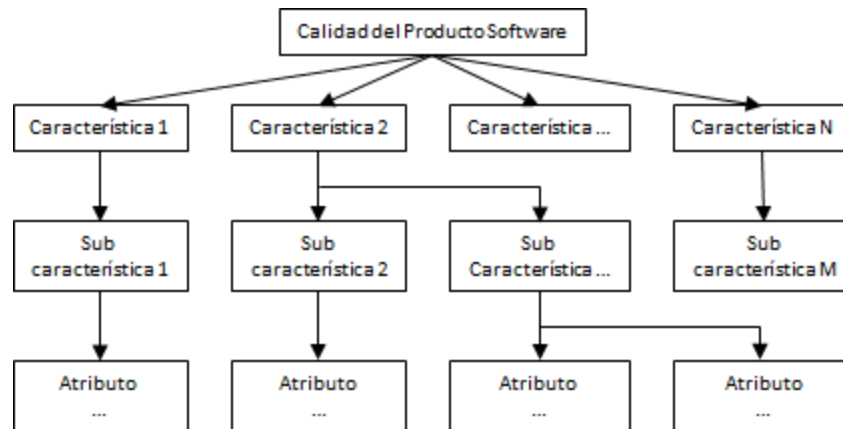 Calidad del Producto Software
Característica 1
Característica 2
Característica ...
Característica N
Sub
característica 1
Sub
característica 2
Sub
Característica ...
Sub
característica M
Atributo
...
Atributo
...
Atributo
...
Atributo
...